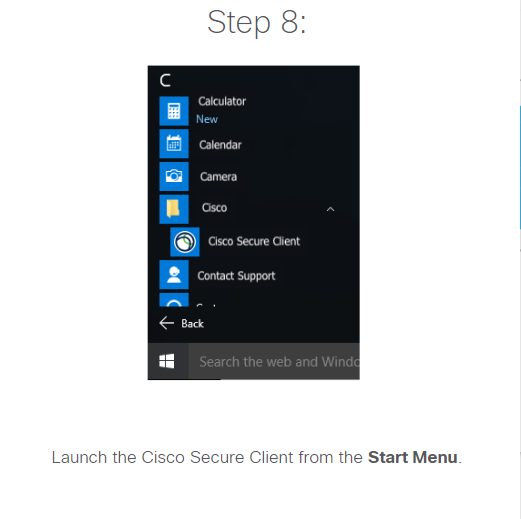 Step 8:
C
Calculator
New
Calendar
Camera
Cisco
Cisco Secure Client
Contact Support
Back
Search the web and Windo
Launch the Cisco Secure Client from the Start Menu.